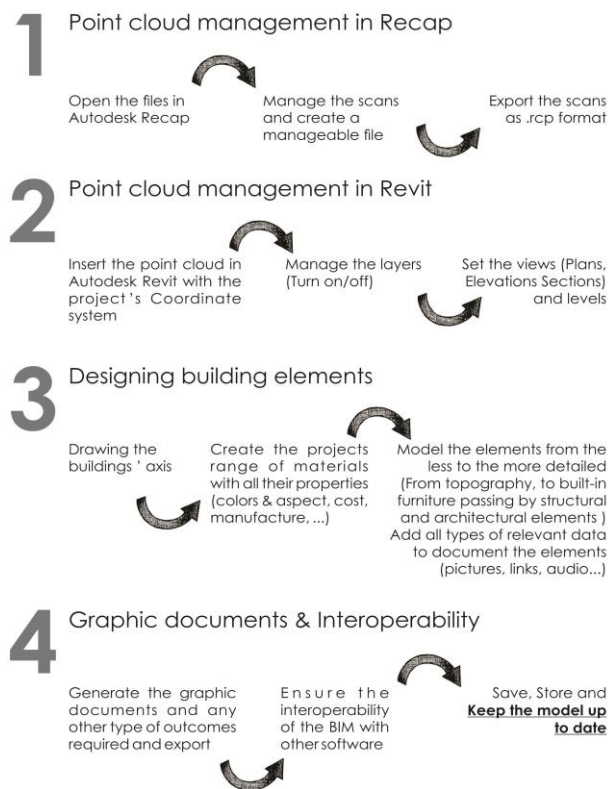 1
Point cloud management in Recap
Open the files in
Autodesk Recap
Manage the scans
and create a
manageable file
Export the scans
as .rcp format
2
Point cloud management in Revit
Insert the point cloud in
Autodesk Revit with the
project's Coordinate
system
Manage the layers
(Turn on/off)
Set the views (Plans,
Elevations Sections)
and levels
3
Designing building elements
Drawing the
buildings ' axis
Create the projects
range of materials
with all their properties
(colors & aspect, cost,
manufacture, ...)
Model the elements from the
less to the more detailed
(From topography, to built-in
furniture passing by structural
and architectural elements )
Add all types of relevant data
to document the elements
(pictures, links, audio...)
4
Graphic documents & Interoperability
Generate the graphic
documents and any
other type of outcomes
required and export
Ensure the
interoperability
of the BIM with
other software
Save, Store and
Keep the model up
to date